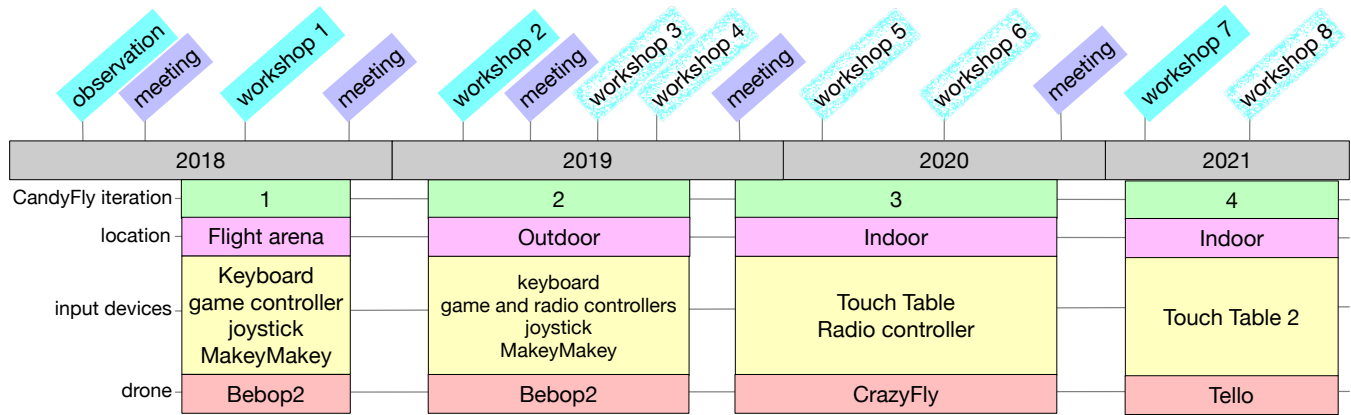 observation
meeting
workshop 1
meeting
workshop 2
meeting
workshop 3
workshop 4
meeting
workshop 5
workshop 6
meeting
workshop 7
workshop 8
2018 2019 2020 2021
CandyFly iteration 1 2 3 4
location Flight arena Outdoor Indoor Indoor
input devices
Keyboard
game controller
joystick
MakeyMakey
keyboard
game and radio controllers
joystick
MakeyMakey
Touch Table
Radio controller
Touch Table 2
drone Bebop2 Bebop2 CrazyFly Tello